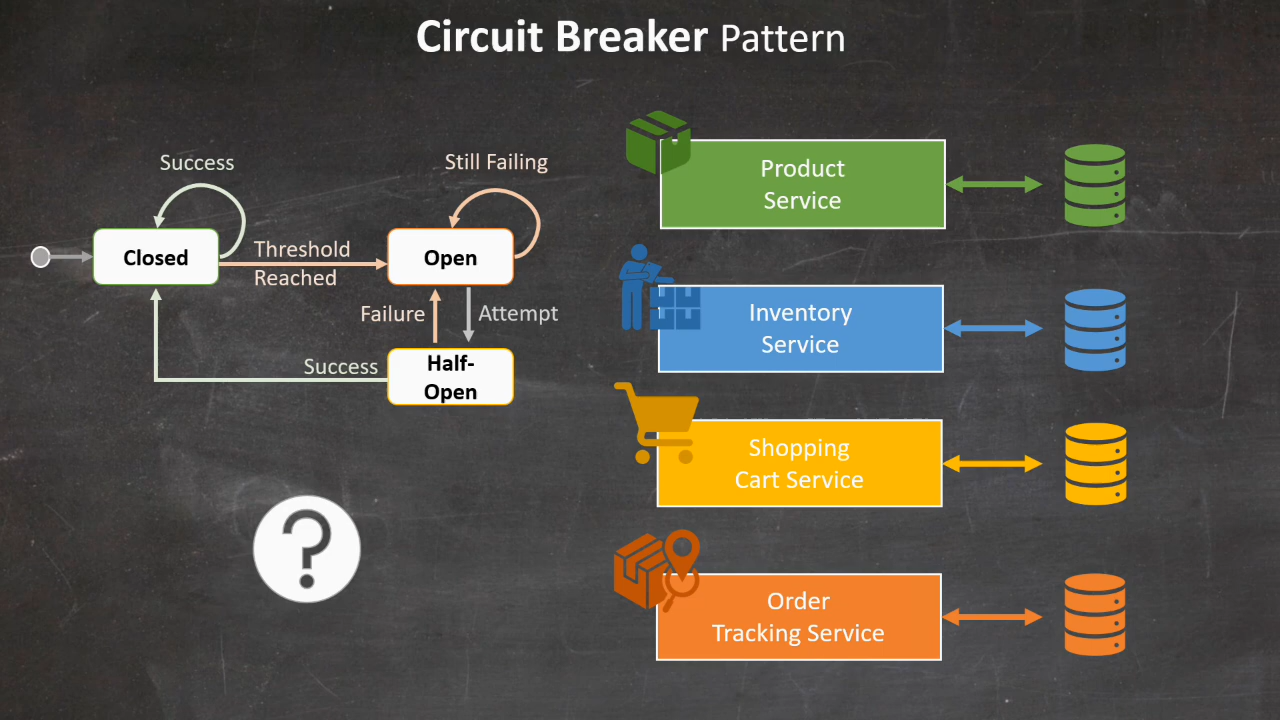 Circuit Breaker Pattern
Success
Still Failing
Closed
Threshold
Reached
Open
Failure
Attempt
Success
Half-
Open
?
Product
Service
Inventory
Service
Shopping
Cart Service
Order
Tracking Service